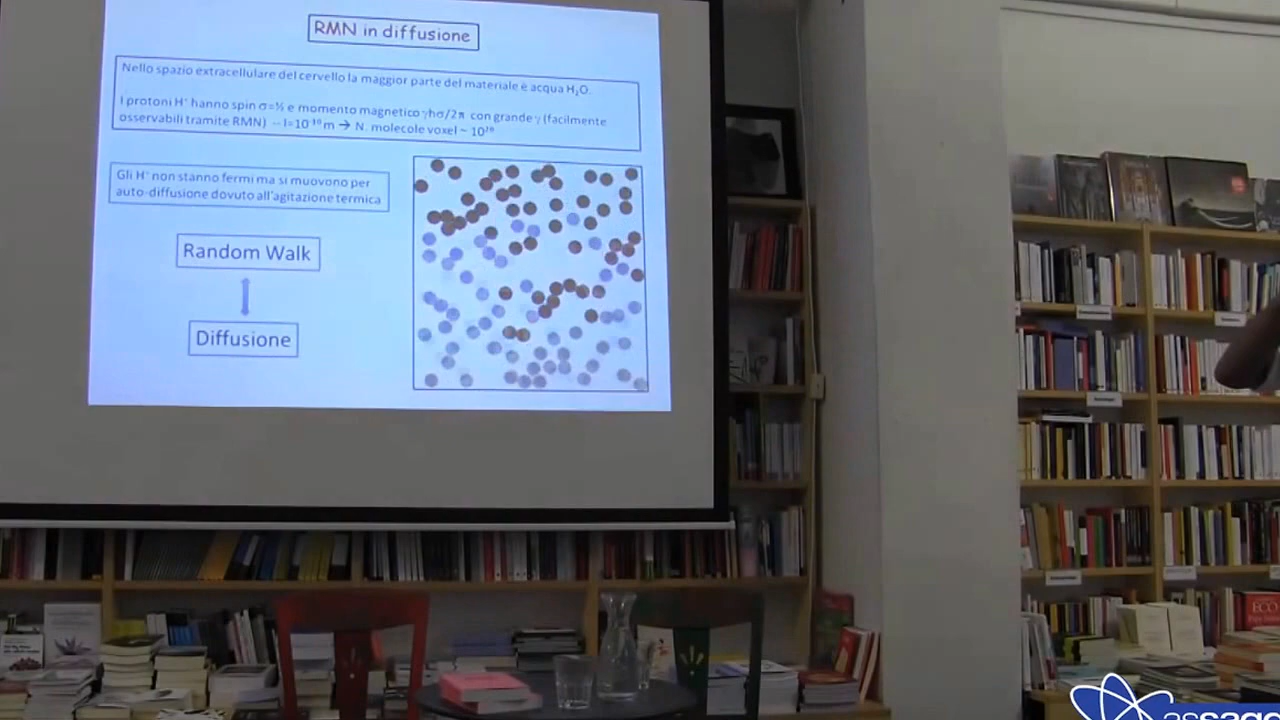 RMN in diffusione
Nello spazio extracellulare del cervello la maggior parte del materiale è acqua H₂O.
I protoni H⁺ hanno spin σ=½ e momento magnetico γhσ/2π con grande γ (facilmente
osservabili tramite RMN) -- l=10⁻¹⁰m → N. molecole voxel ~
Gli H⁺ non stanno fermi ma si muovono per
auto-diffusione dovuto all'agitazione termica
Random Walk
Diffusione
ECO